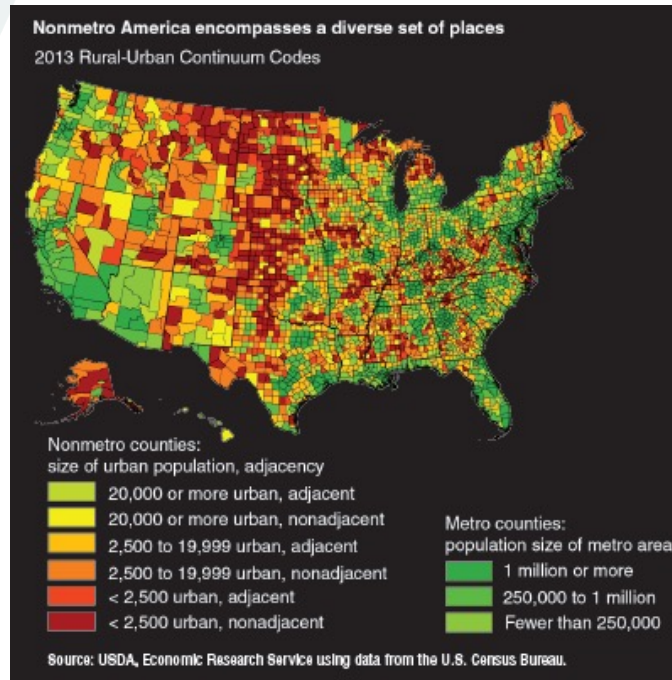 Nonmetro America encompasses a diverse set of places
2013 Rural-Urban Continuum Codes
Nonmetro counties:
size of urban population, adjacency
20,000 or more urban, adjacent
20,000 or more urban, nonadjacent
2,500 to 19,999 urban, adjacent
2,500 to 19,999 urban, nonadjacent
< 2,500 urban, adjacent
< 2,500 urban, nonadjacent
Metro counties:
population size of metro area
1 million or more
250,000 to 1 million
Fewer than 250,000
Source: USDA, Economic Research Service using data from the U.S. Census Bureau.